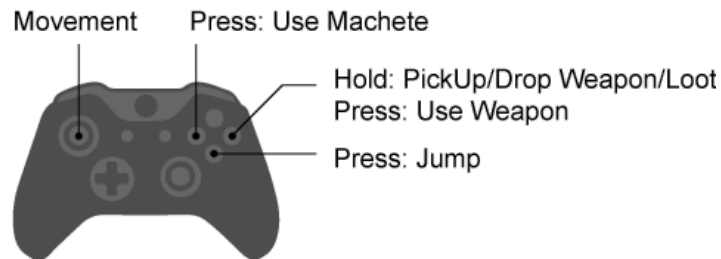 Movement
Press: Use Machete
Hold: PickUp/Drop Weapon/Loot
Press: Use Weapon
Press: Jump